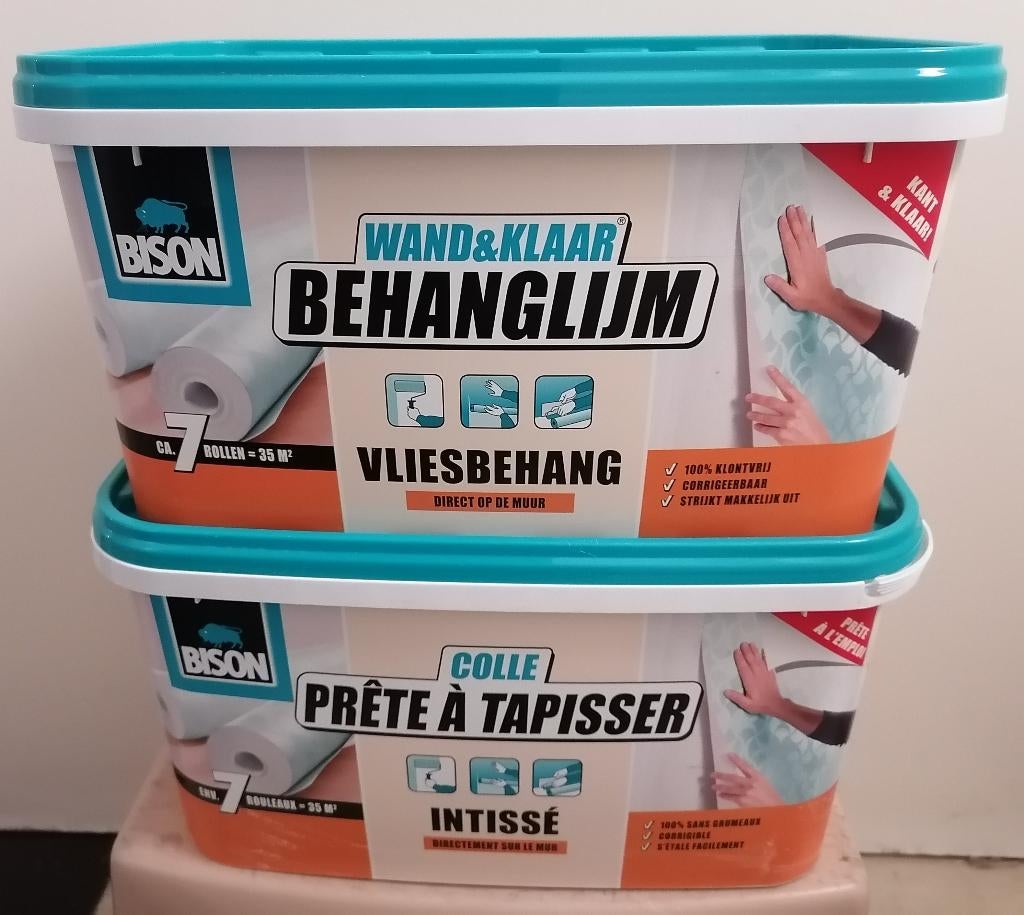 BISON
KANT
& KLAAR!
WAND&KLAAR®
BEHANGLIJM
CA. 7 ROLLEN = 35 M²
VLIESBEHANG
DIRECT OP DE MUUR
✓ 100% KLONTVRIJ
✓ CORRIGEERBAAR
✓ STRIJKT MAKKELIJK UIT
BISON
PRÊTE
À L'EMPLOI
COLLE
PRÊTE À TAPISSER
ENV. 7 ROULEAUX = 35 M²
INTISSÉ
DIRECTEMENT SUR LE MUR
✓ 100% SANS GRUMEAUX
✓ CORRIGIBLE
✓ S'ÉTALE FACILEMENT